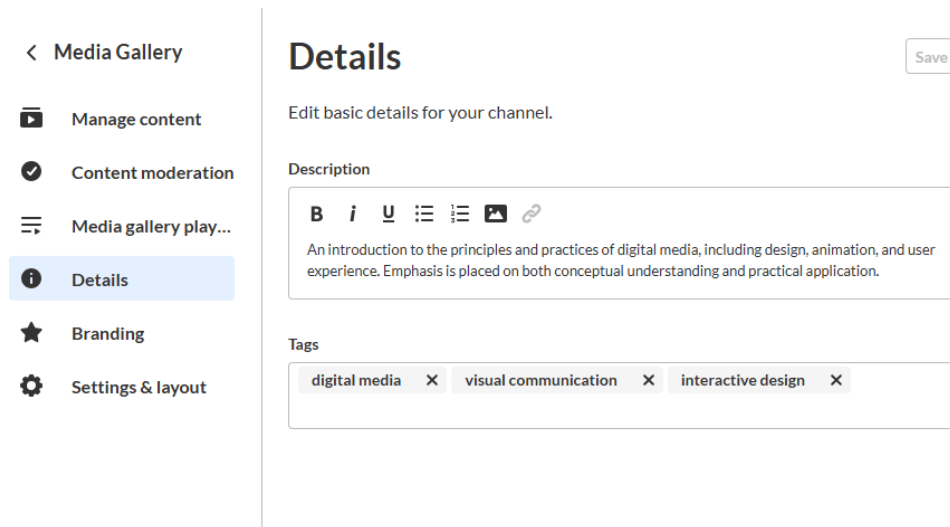 Media Gallery
Manage content
Content moderation
Media gallery play...
Details
Branding
Settings & layout
Details
Save
Edit basic details for your channel.
Description
B i U
An introduction to the principles and practices of digital media, including design, animation, and user
experience. Emphasis is placed on both conceptual understanding and practical application.
Tags
digital media
visual communication
interactive design